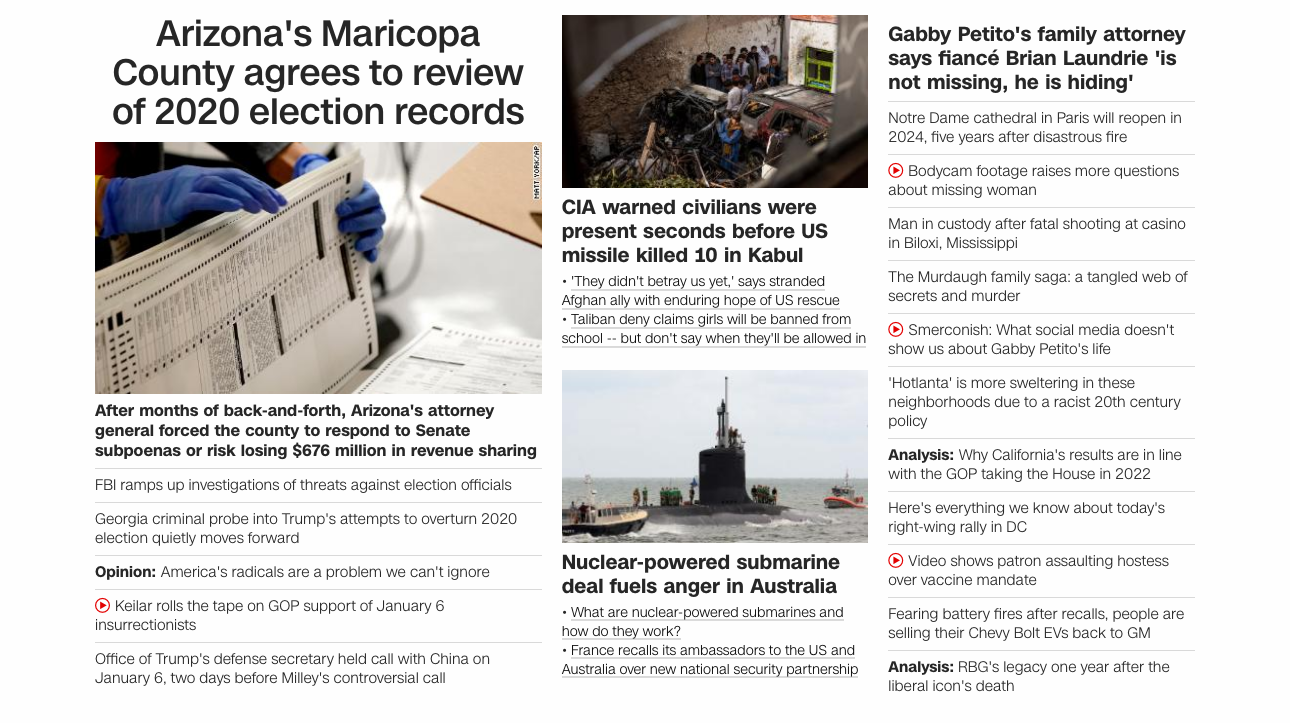 Arizona's Maricopa
County agrees to review
of 2020 election records
MATT YORK/AP
After months of back-and-forth, Arizona's attorney
general forced the county to respond to Senate
subpoenas or risk losing $676 million in revenue sharing
FBI ramps up investigations of threats against election officials
Georgia criminal probe into Trump's attempts to overturn 2020
election quietly moves forward
Opinion: America's radicals are a problem we can't ignore
Keilar rolls the tape on GOP support of January 6
insurrectionists
Office of Trump's defense secretary held call with China on
January 6, two days before Milley's controversial call
CIA warned civilians were
present seconds before US
missile killed 10 in Kabul
• 'They didn't betray us yet,' says stranded
Afghan ally with enduring hope of US rescue
• Taliban deny claims girls will be banned from
school -- but don't say when they'll be allowed in
Nuclear-powered submarine
deal fuels anger in Australia
• What are nuclear-powered submarines and
how do they work?
• France recalls its ambassadors to the US and
Australia over new national security partnership
Gabby Petito's family attorney
says fiancé Brian Laundrie 'is
not missing, he is hiding'
Notre Dame cathedral in Paris will reopen in
2024, five years after disastrous fire
Bodycam footage raises more questions
about missing woman
Man in custody after fatal shooting at casino
in Biloxi, Mississippi
The Murdaugh family saga: a tangled web of
secrets and murder
Smerconish: What social media doesn't
show us about Gabby Petito's life
'Hotlanta' is more sweltering in these
neighborhoods due to a racist 20th century
policy
Analysis: Why California's results are in line
with the GOP taking the House in 2022
Here's everything we know about today's
right-wing rally in DC
Video shows patron assaulting hostess
over vaccine mandate
Fearing battery fires after recalls, people are
selling their Chevy Bolt EVs back to GM
Analysis: RBG's legacy one year after the
liberal icon's death